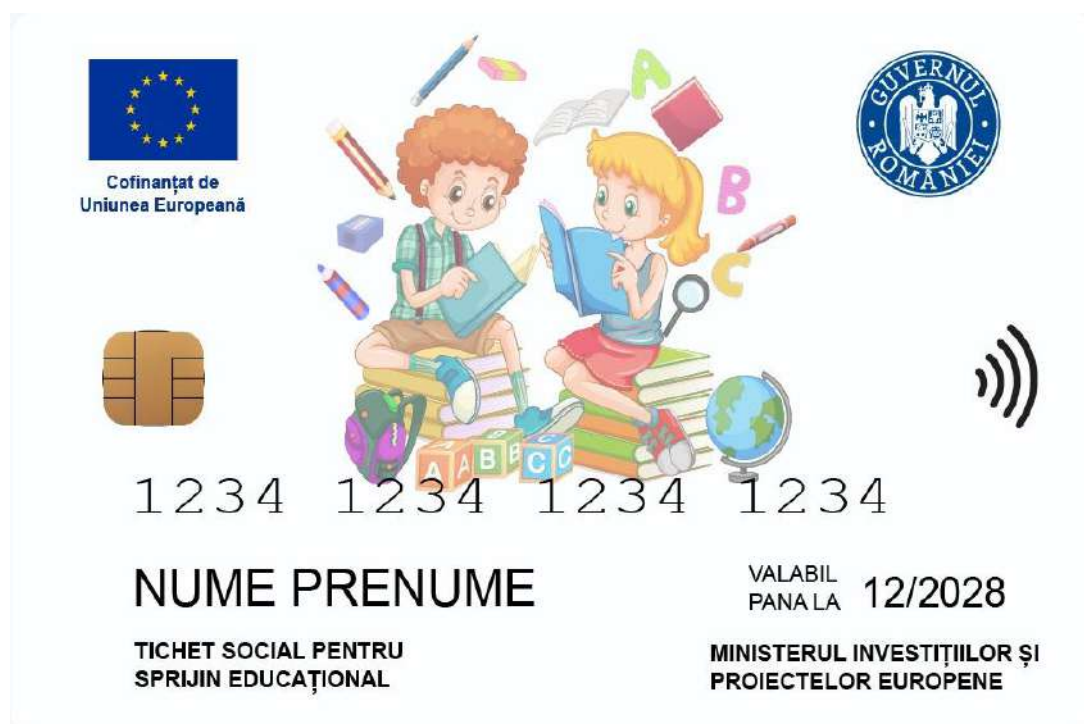 Cofinanțat de
Uniunea Europeană
GUVERNUL ROMÂNIEI
A
B
C
A A B B C C
1234 1234 1234 1234
NUME PRENUME
VALABIL
PANA LA 12/2028
TICHET SOCIAL PENTRU
SPRIJIN EDUCAȚIONAL
MINISTERUL INVESTIȚIILOR ȘI
PROIECTELOR EUROPENE